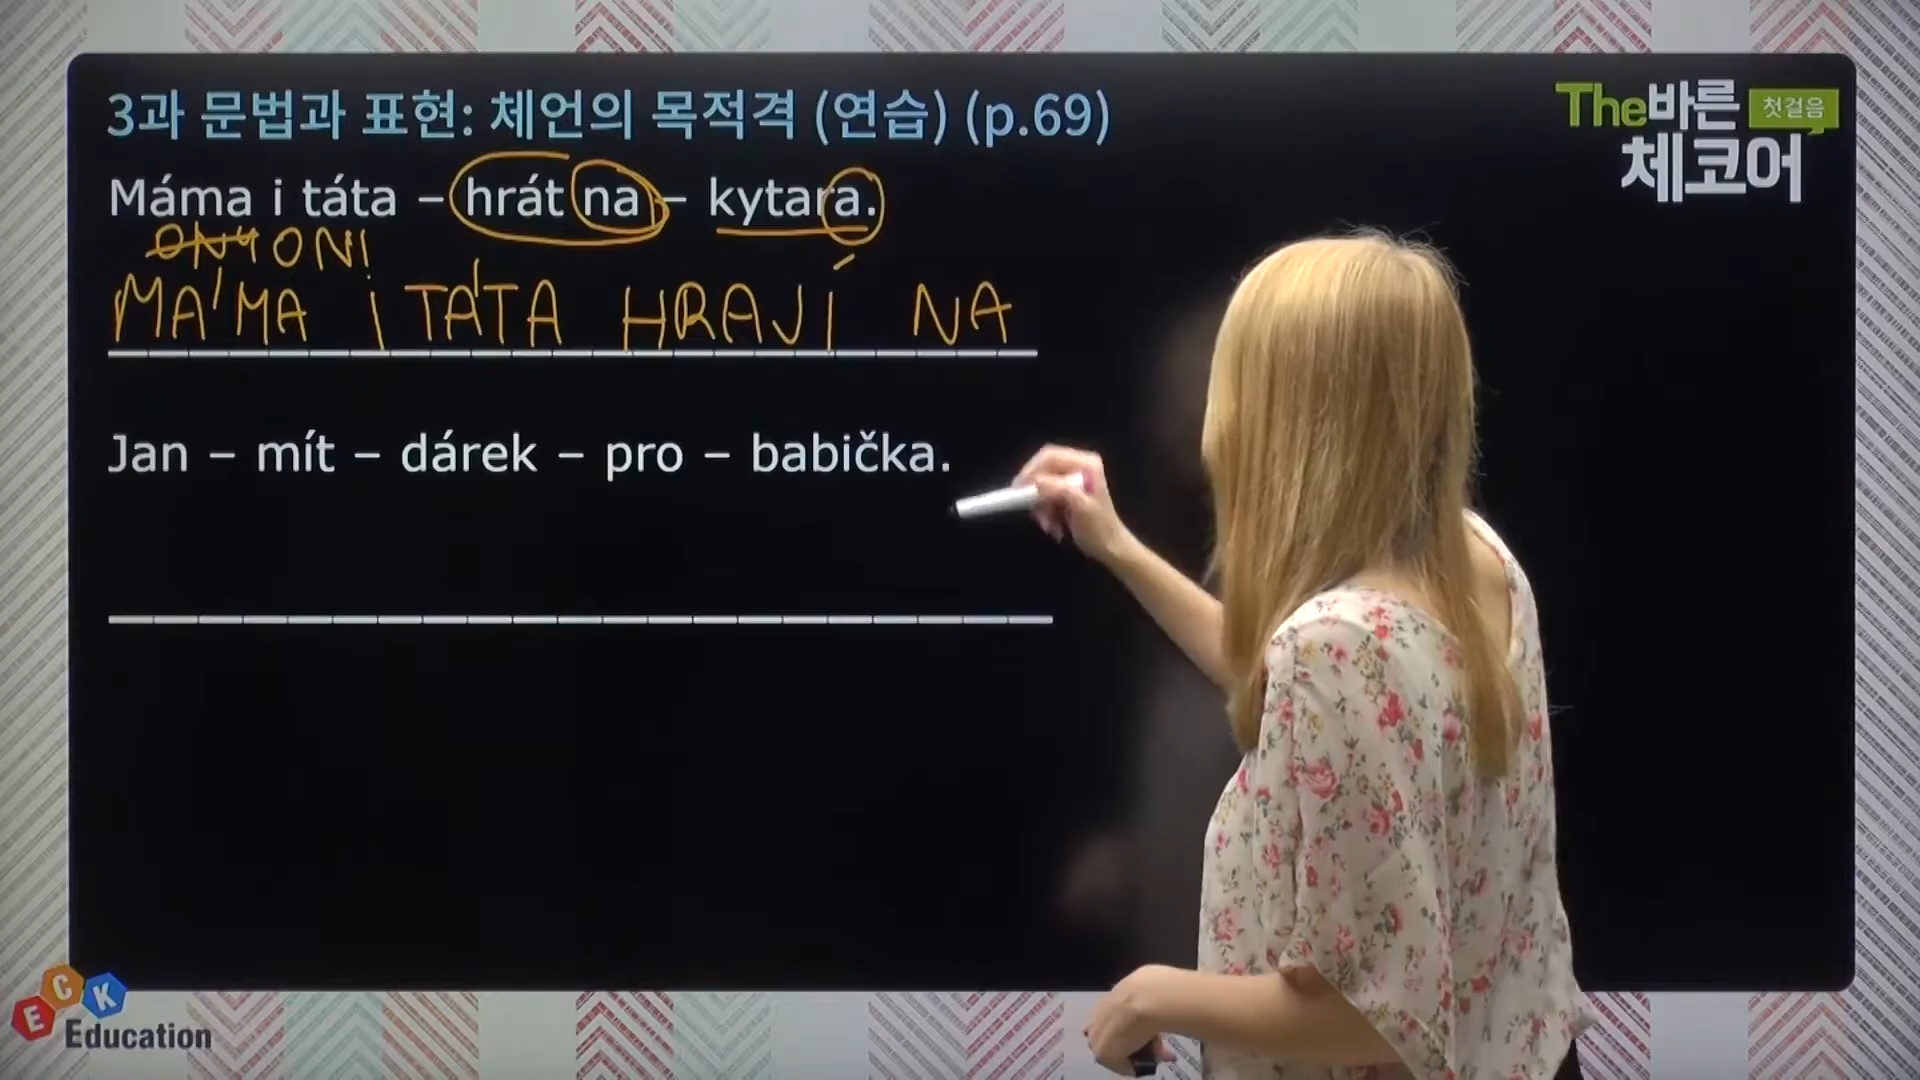 3과 문법과 표현: 체언의 목적격 (연습) (p.69)
The바른 첫걸음
체코어
Máma i táta – hrát na – kytara.
ONY ONI
MÁMA i TÁTA HRAJÍ NA
Jan – mít – dárek – pro – babička.
ECK
Education